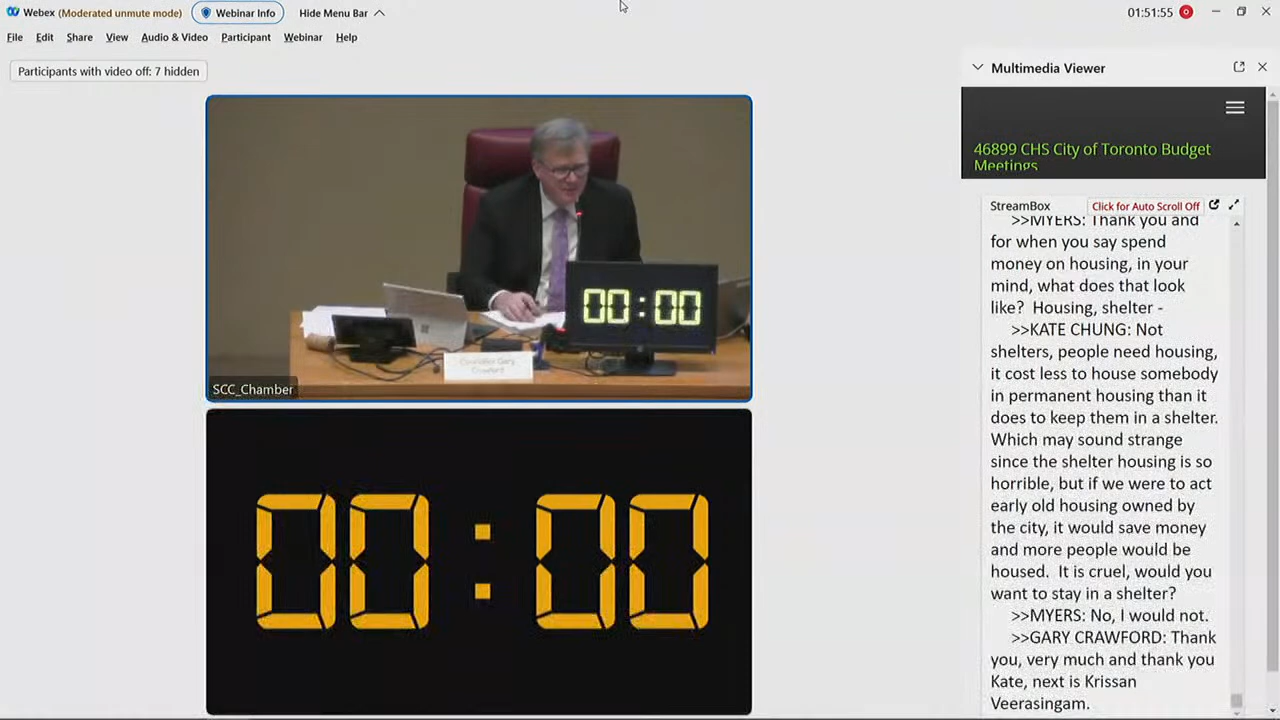 Webex (Moderated unmute mode) Webinar Info Hide Menu Bar 01:51:55
File Edit Share View Audio & Video Participant Webinar Help
Participants with video off: 7 hidden
Multimedia Viewer
46899 CHS City of Toronto Budget
Meetings
StreamBox Click for Auto Scroll Off
>>MYERS: Thank you and
for when you say spend
money on housing, in your
mind, what does that look
like? Housing, shelter -
>>KATE CHUNG: Not
shelters, people need housing,
it cost less to house somebody
in permanent housing than it
does to keep them in a shelter.
Which may sound strange
since the shelter housing is so
horrible, but if we were to act
early old housing owned by
the city, it would save money
and more people would be
housed. It is cruel, would you
want to stay in a shelter?
>>MYERS: No, I would not.
>>GARY CRAWFORD: Thank
you, very much and thank you
Kate, next is Krissan
Veerasingam.
00:00
Councillor Gary
Crawford
SCC_Chamber
00:00